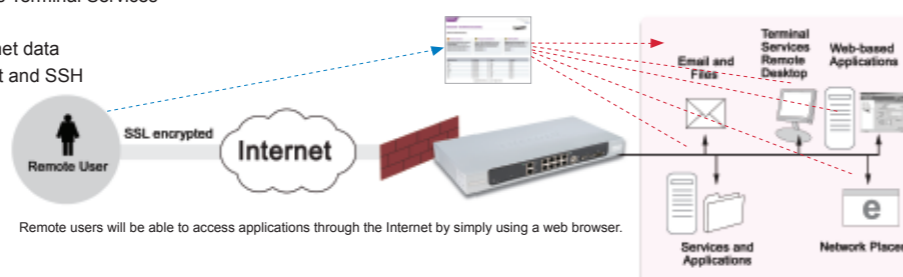 Terminal Services
net data
t and SSH
Remote User
SSL encrypted
Internet
Email and
Files
Terminal
Services
Remote
Desktop
Web-based
Applications
Services and
Applications
e
Network Places
Remote users will be able to access applications through the Internet by simply using a web browser.